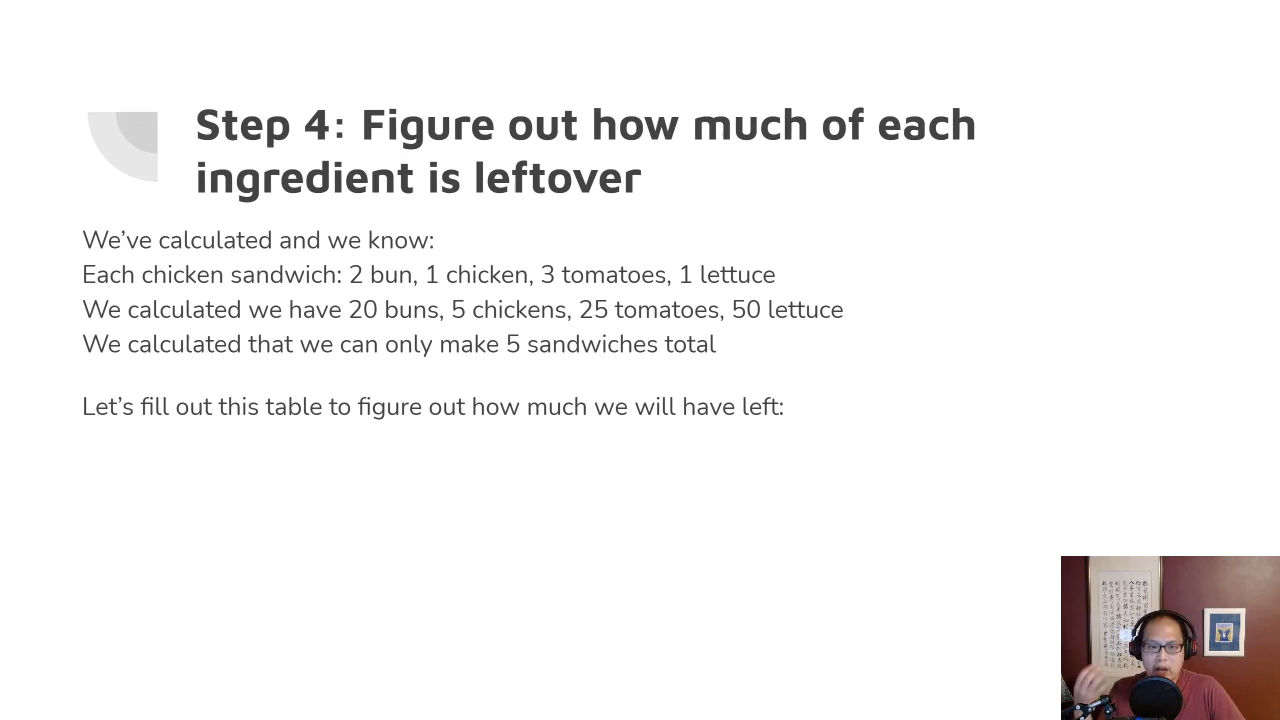 Step 4: Figure out how much of each
ingredient is leftover
We’ve calculated and we know:
Each chicken sandwich: 2 bun, 1 chicken, 3 tomatoes, 1 lettuce
We calculated we have 20 buns, 5 chickens, 25 tomatoes, 50 lettuce
We calculated that we can only make 5 sandwiches total
Let’s fill out this table to figure out how much we will have left: